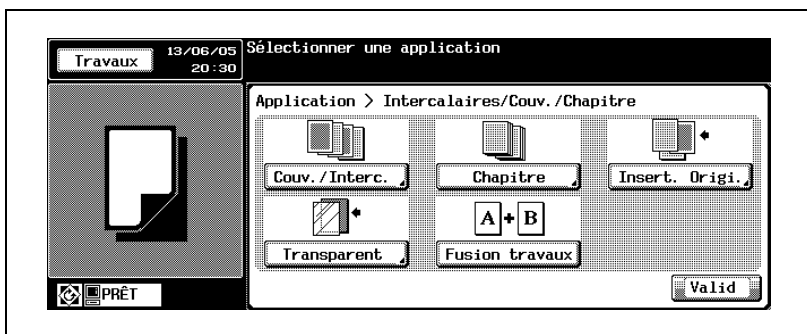 Travaux
13/06/05
20:30
Sélectionner une application
Application > Intercalaires/Couv./Chapitre
Couv./Interc.
Chapitre
Insert. Origi.
A+B
Transparent
Fusion travaux
PRÊT
Valid